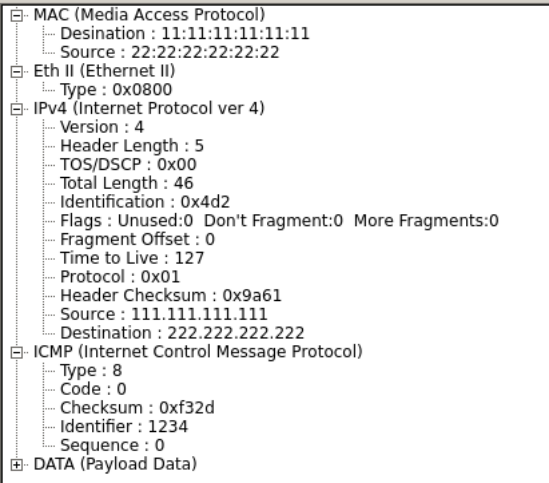 MAC (Media Access Protocol)
Desination : 11:11:11:11:11:11
Source : 22:22:22:22:22:22
Eth II (Ethernet II)
Type : 0x0800
IPv4 (Internet Protocol ver 4)
Version : 4
Header Length : 5
TOS/DSCP : 0x00
Total Length : 46
Identification : 0x4d2
Flags : Unused:0  Don't Fragment:0  More Fragments:0
Fragment Offset : 0
Time to Live : 127
Protocol : 0x01
Header Checksum : 0x9a61
Source : 111.111.111.111
Destination : 222.222.222.222
ICMP (Internet Control Message Protocol)
Type : 8
Code : 0
Checksum : 0xf32d
Identifier : 1234
Sequence : 0
DATA (Payload Data)